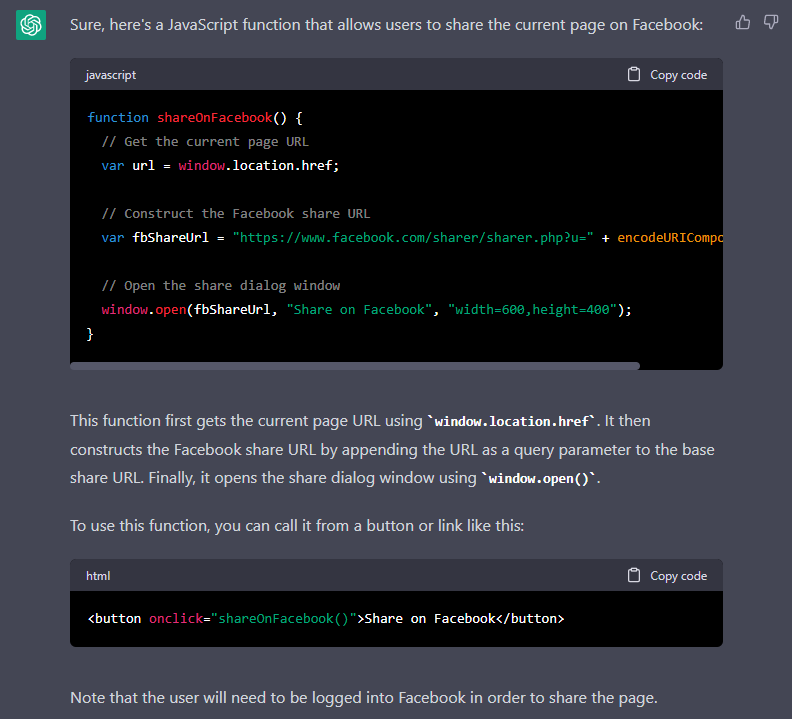 Sure, here's a JavaScript function that allows users to share the current page on Facebook:
javascript
Copy code
function shareOnFacebook() {
// Get the current page URL
var url = window.location.href;
// Construct the Facebook share URL
var fbShareUrl = "https://www.facebook.com/sharer/sharer.php?u=" + encodeURICompo
// Open the share dialog window
window.open(fbShareUrl, "Share on Facebook", "width=600,height=400");
}
This function first gets the current page URL using `window.location.href`. It then
constructs the Facebook share URL by appending the URL as a query parameter to the base
share URL. Finally, it opens the share dialog window using `window.open()`.
To use this function, you can call it from a button or link like this:
html
Copy code
<button onclick="shareOnFacebook()">Share on Facebook</button>
Note that the user will need to be logged into Facebook in order to share the page.